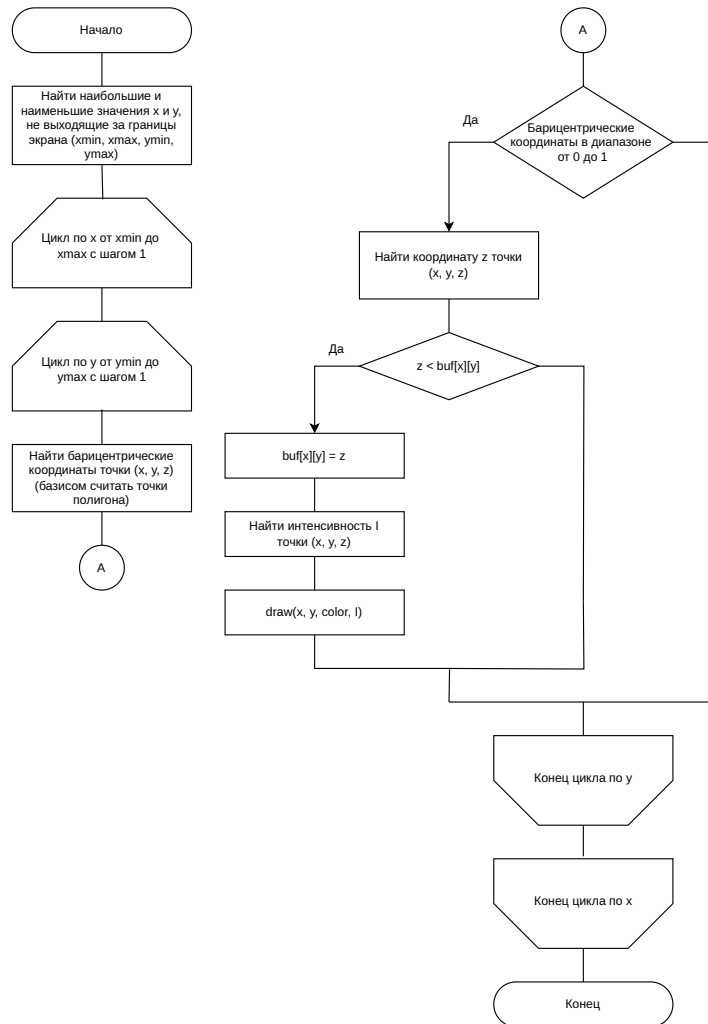 Начало
Найти наибольшие и
наименьшие значения x и y,
не выходящие за границы
экрана (xmin, xmax, ymin,
ymax)
Цикл по x от xmin до
xmax с шагом 1
Цикл по y от ymin до
ymax с шагом 1
Найти барицентрические
координаты точки (x, y, z)
(базисом считать точки
полигона)
A
A
Да
Барицентрические
координаты в диапазоне
от 0 до 1
Найти координату z точки
(x, y, z)
Да
z < buf[x][y]
buf[x][y] = z
Найти интенсивность I
точки (x, y, z)
draw(x, y, color, I)
Конец цикла по y
Конец цикла по x
Конец